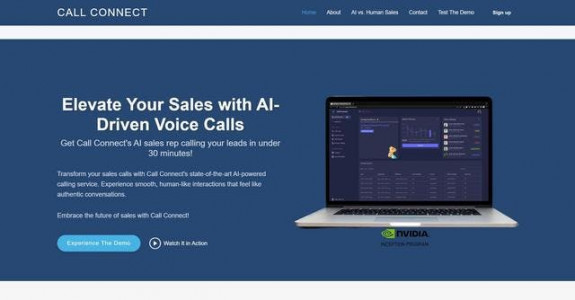 CALL CONNECT
Home About AI vs. Human Sales Contact Test The Demo Sign up
Elevate Your Sales with AI-
Driven Voice Calls
Get Call Connect's AI sales rep calling your leads in under
30 minutes!
Transform your sales calls with Call Connect's state-of-the-art AI-powered
calling service. Experience smooth, human-like interactions that feel like
authentic conversations.
Embrace the future of sales with Call Connect!
Experience The Demo
Watch It in Action
NVIDIA
INCEPTION PROGRAM